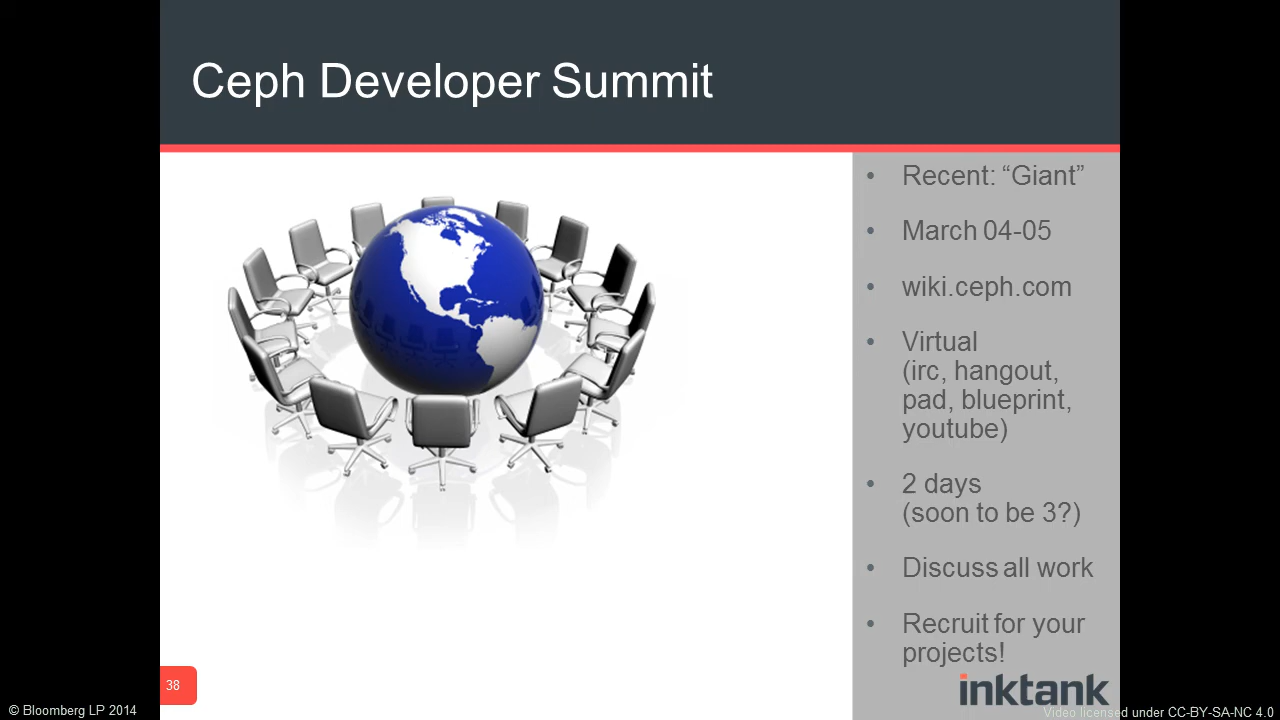 Ceph Developer Summit
• Recent: “Giant”
• March 04-05
• wiki.ceph.com
• Virtual
(irc, hangout,
pad, blueprint,
youtube)
• 2 days
(soon to be 3?)
• Discuss all work
• Recruit for your
projects!
38
inktank
© Bloomberg LP 2014
Video licensed under CC-BY-SA-NC 4.0